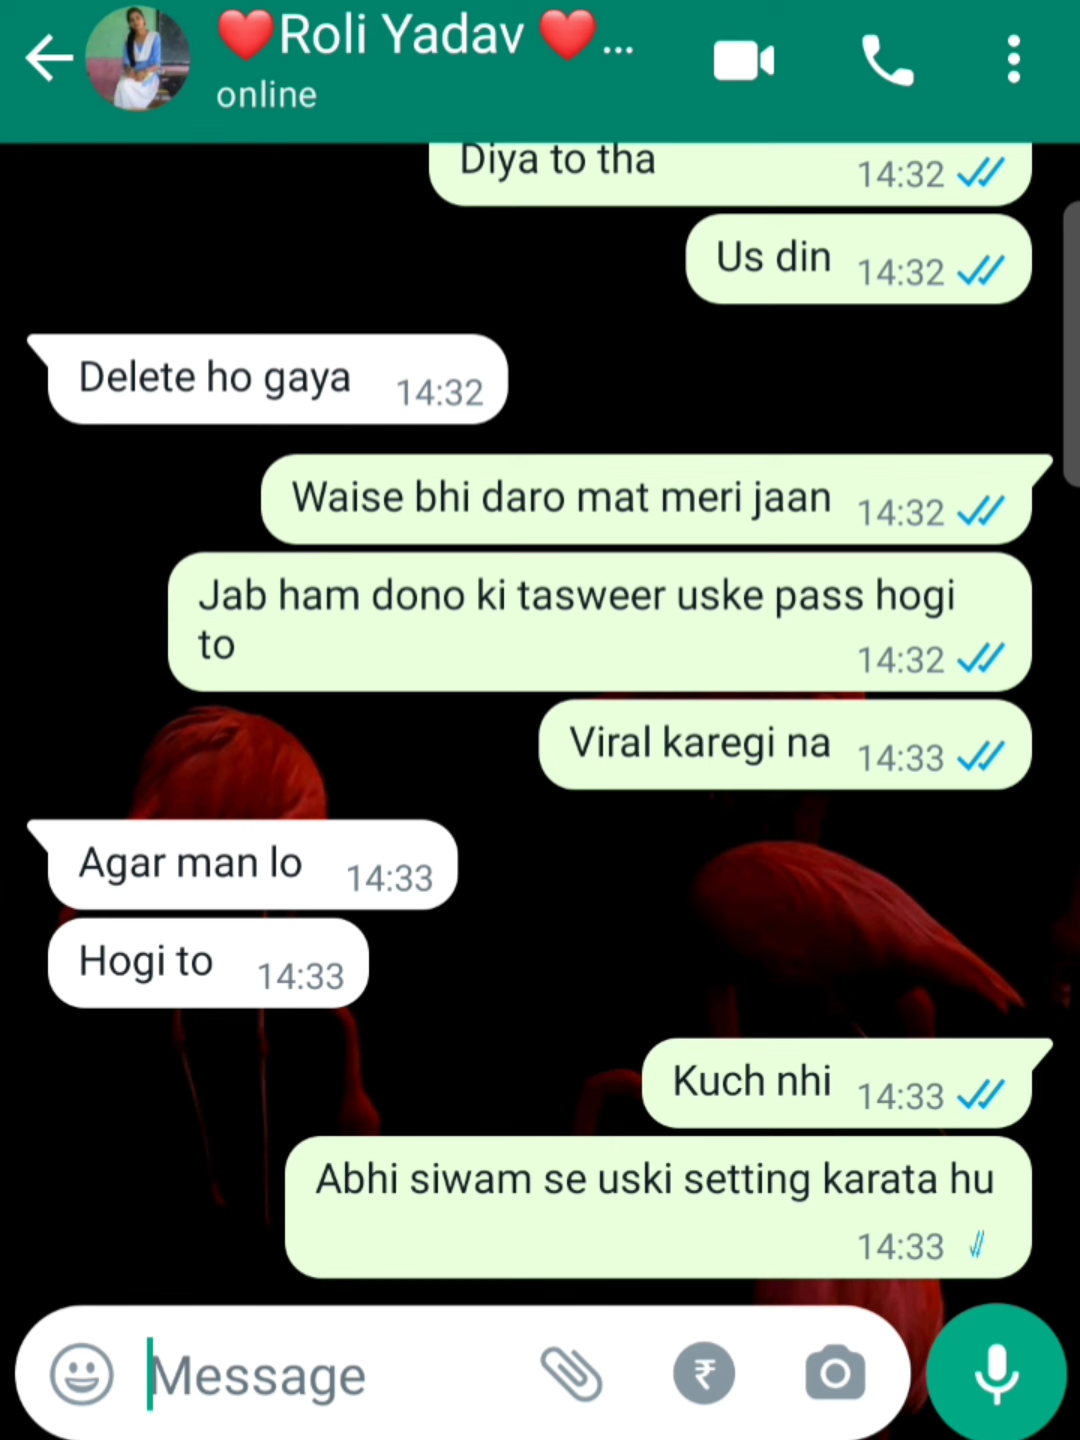 ❤️Roli Yadav ❤️...
online
Diya to tha 14:32
Us din 14:32
Delete ho gaya 14:32
Waise bhi daro mat meri jaan 14:32
Jab ham dono ki tasweer uske pass hogi
to 14:32
Viral karegi na 14:33
Agar man lo 14:33
Hogi to 14:33
Kuch nhi 14:33
Abhi siwam se uski setting karata hu
14:33
Message